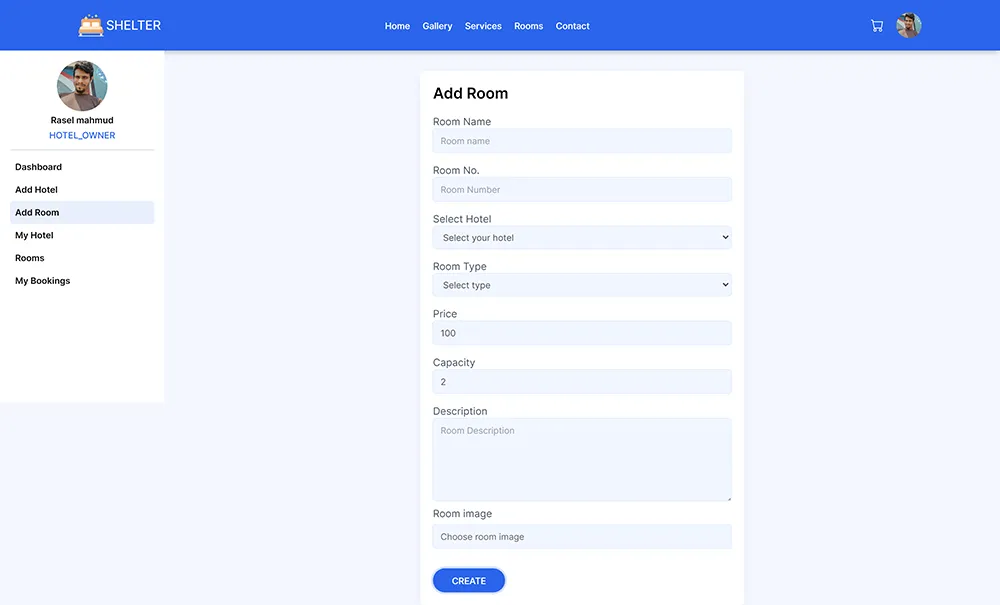 SHELTER
Home Gallery Services Rooms Contact
Rasel mahmud
HOTEL_OWNER
Dashboard
Add Hotel
Add Room
My Hotel
Rooms
My Bookings
Add Room
Room Name
Room name
Room No.
Room Number
Select Hotel
Select your hotel
Room Type
Select type
Price
100
Capacity
2
Description
Room Description
Room image
Choose room image
CREATE